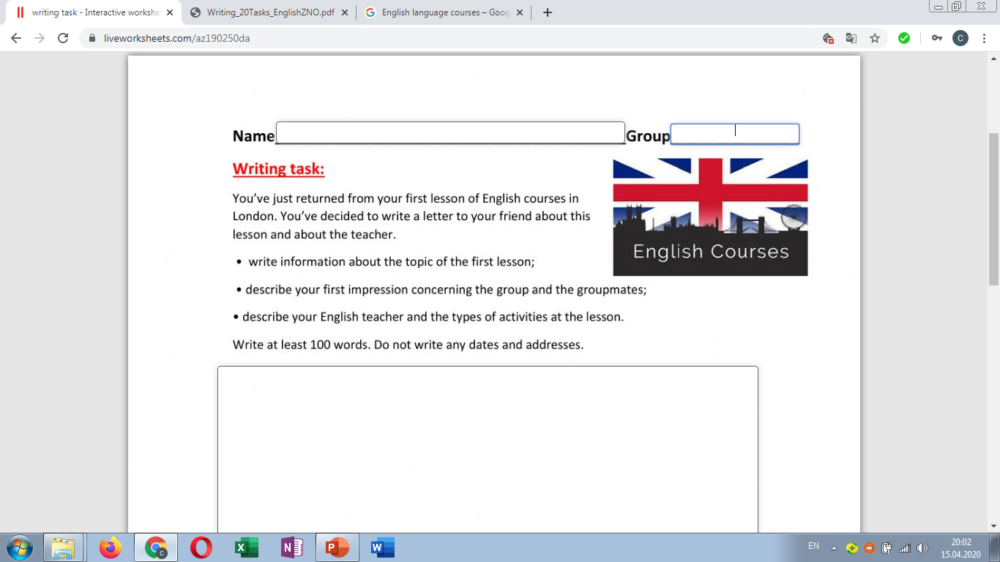 writing task - Interactive workshe
Writing_20Tasks_EnglishZNO.pdf
English language courses – Goog
liveworksheets.com/az190250da
C
Name Group
Writing task:
You’ve just returned from your first lesson of English courses in
London. You’ve decided to write a letter to your friend about this
lesson and about the teacher.
• write information about the topic of the first lesson;
• describe your first impression concerning the group and the groupmates;
• describe your English teacher and the types of activities at the lesson.
Write at least 100 words. Do not write any dates and addresses.
English Courses
EN
20:02
15.04.2020